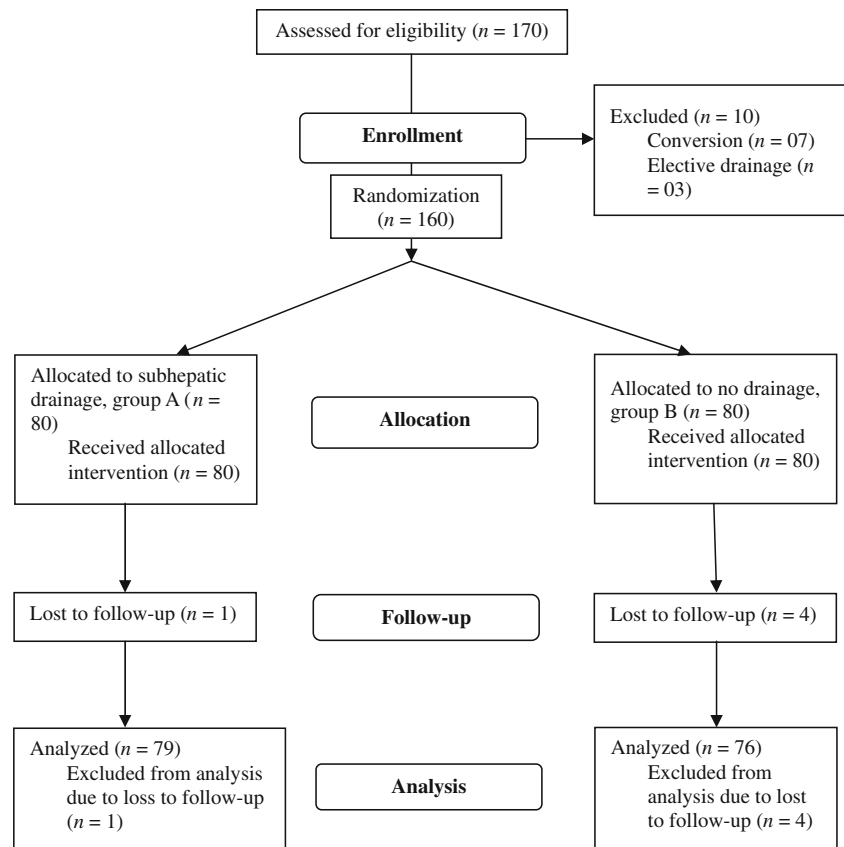 Assessed for eligibility (n = 170)
Enrollment
Excluded (n = 10)
Conversion (n = 07)
Elective drainage (n
= 03)
Randomization
(n = 160)
Allocated to subhepatic
drainage, group A (n =
80)
Received allocated
intervention (n = 80)
Allocation
Allocated to no drainage,
group B (n = 80)
Received allocated
intervention (n = 80)
Lost to follow-up (n = 1)
Follow-up
Lost to follow-up (n = 4)
Analyzed (n = 79)
Excluded from analysis
due to loss to follow-up
(n = 1)
Analysis
Analyzed (n = 76)
Excluded from
analysis due to lost
to follow-up (n = 4)